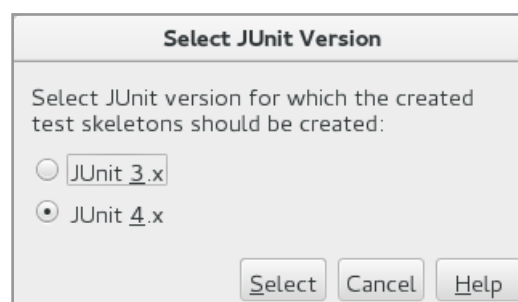 Select JUnit Version
Select JUnit version for which the created
test skeletons should be created:
JUnit 3.x
JUnit 4.x
Select Cancel Help